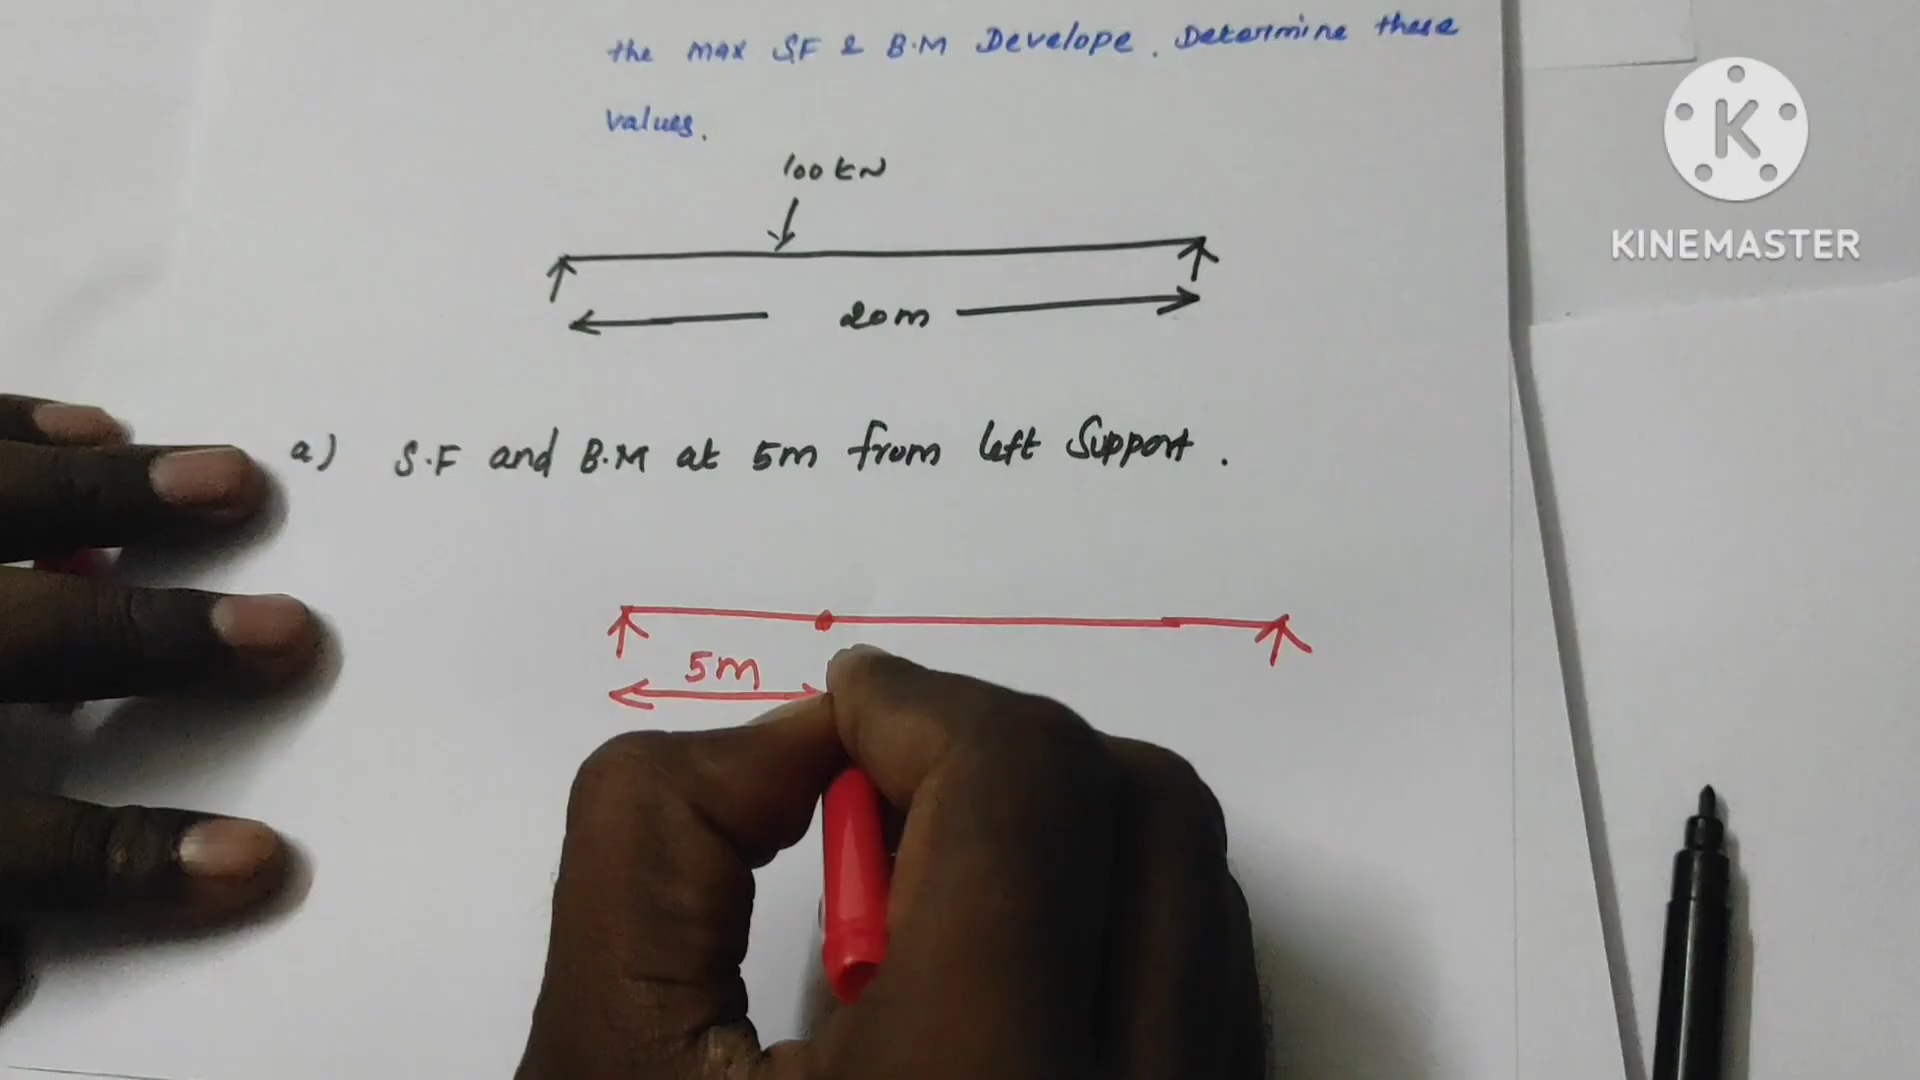 the max SF & B.M Develope. Determine these
values.
100 kN
20m
a) S.F and B.M at 5m from left Support.
5m
K
KINEMASTER